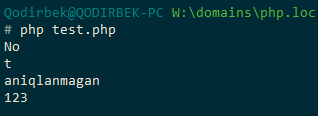 Qodirbek@QODIRBEK-PC W:\domains\php.loc
# php test.php
No
t
aniqlanmagan
123